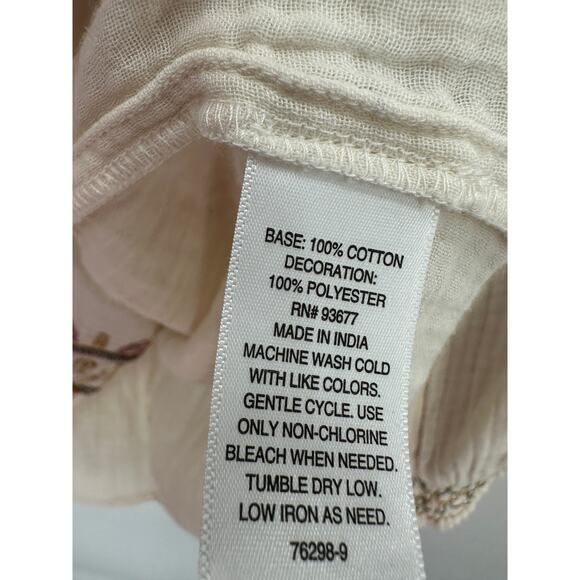 BASE: 100% COTTON
DECORATION:
100% POLYESTER
RN# 93677
MADE IN INDIA
MACHINE WASH COLD
WITH LIKE COLORS.
GENTLE CYCLE. USE
ONLY NON-CHLORINE
BLEACH WHEN NEEDED.
TUMBLE DRY LOW.
LOW IRON AS NEED.
76298-9